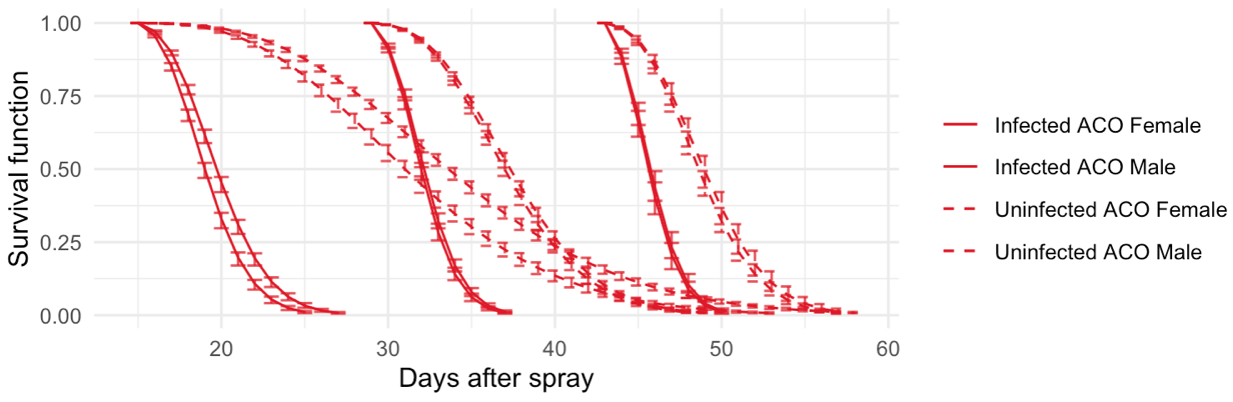 Survival function
1.00
0.75
0.50
0.25
0.00
20 30 40 50 60
Days after spray
Infected ACO Female
Infected ACO Male
Uninfected ACO Female
Uninfected ACO Male